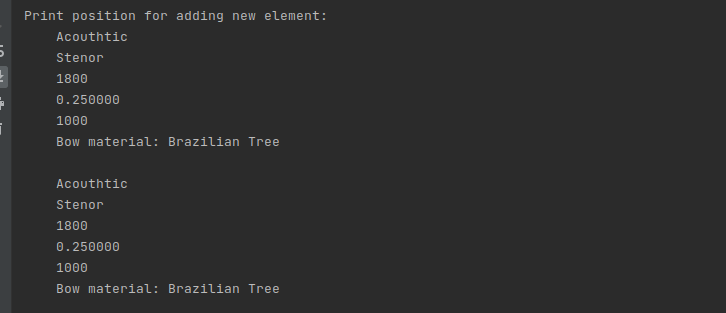 Print position for adding new element:
Acouthtic
Stenor
1800
0.250000
1000
Bow material: Brazilian Tree
Acouthtic
Stenor
1800
0.250000
1000
Bow material: Brazilian Tree